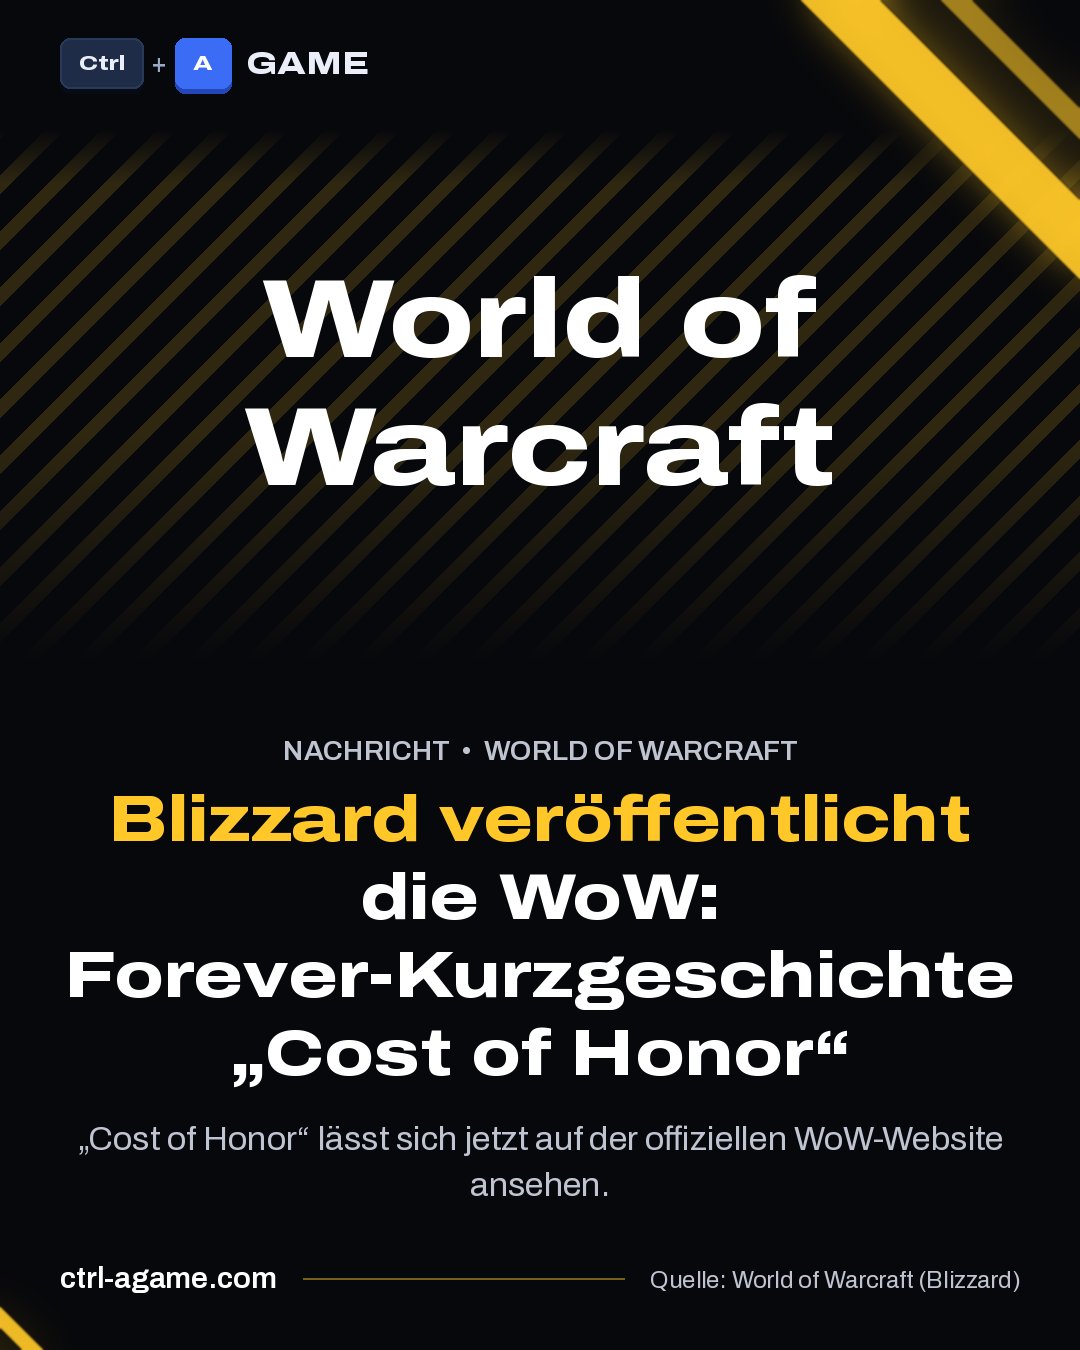 Ctrl + A GAME
World of
Warcraft
NACHRICHT • WORLD OF WARCRAFT
Blizzard veröffentlicht
die WoW:
Forever-Kurzgeschichte
„Cost of Honor“
„Cost of Honor“ lässt sich jetzt auf der offiziellen WoW-Website
ansehen.
ctrl-agame.com
Quelle: World of Warcraft (Blizzard)